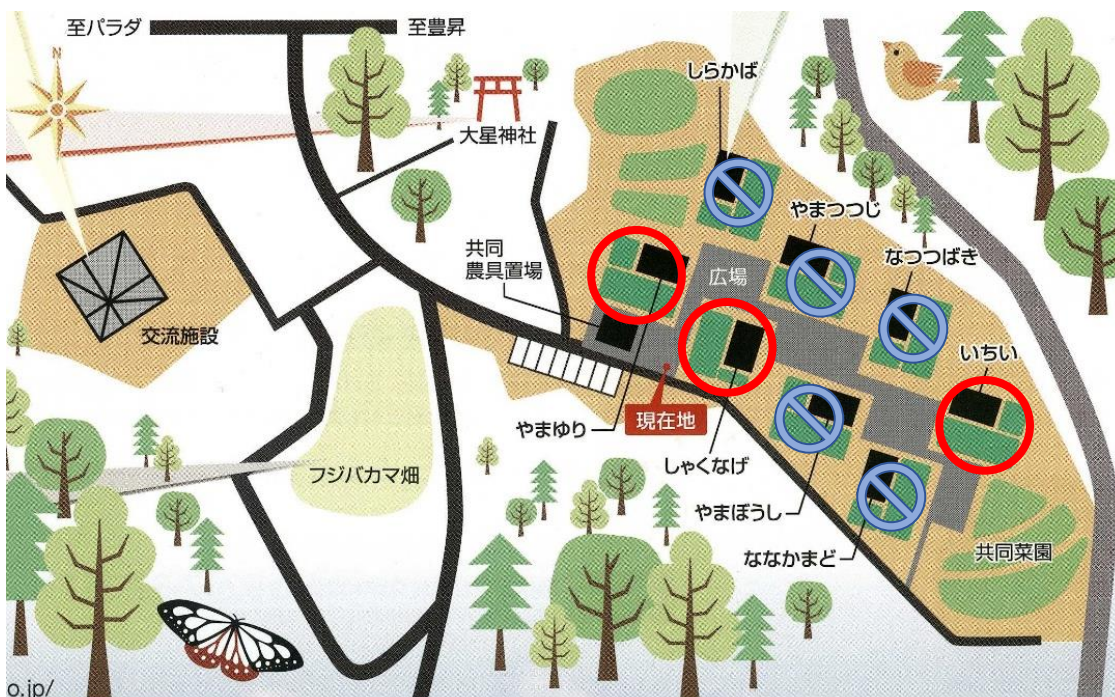 至パラダ
至豊昇
N
大星神社
しらかば
やまつつじ
なつつばき
共同
農具置場
広場
いちい
交流施設
現在地
やまゆり
しゃくなげ
フジバカマ畑
やまぼうし
ななかまど
共同菜園
o.jp/